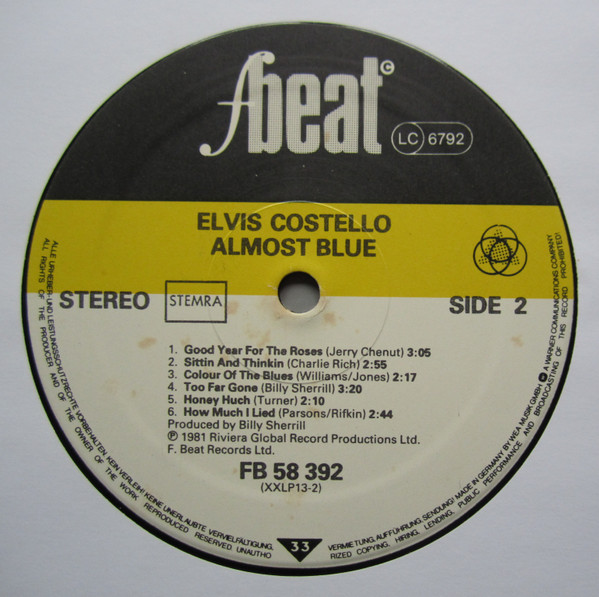 fbeat©
LC 6792
ELVIS COSTELLO
ALMOST BLUE
STEREO
STEMRA
SIDE 2
1. Good Year For The Roses (Jerry Chenut) 3:05
2. Sittin And Thinkin (Charlie Rich) 2:55
3. Colour Of The Blues (Williams/Jones) 2:17
4. Too Far Gone (Billy Sherrill) 3:20
5. Honey Huch (Turner) 2:10
6. How Much I Lied (Parsons/Rifkin) 2:44
Produced by Billy Sherrill
℗ 1981 Riviera Global Record Productions Ltd.
F. Beat Records Ltd.
FB 58 392
(XXLP13-2)
33
ALLE URHEBER- UND LEISTUNGSSCHUTZRECHTE VORBEHALTEN. KEIN VERLEIH! KEINE UNERLAUBTE VERVIELFÄLTIGUNG, VERMIETUNG, AUFFÜHRUNG, SENDUNG! MADE IN GERMANY BY WEA MUSIK GMBH. A WARNER COMMUNICATIONS COMPANY
ALL RIGHTS OF THE PRODUCER AND OF THE OWNER OF THE WORK REPRODUCED RESERVED UNAUTHORIZED COPYING, HIRING, LENDING, PUBLIC PERFORMANCE AND BROADCASTING OF THIS RECORD PROHIBITED!